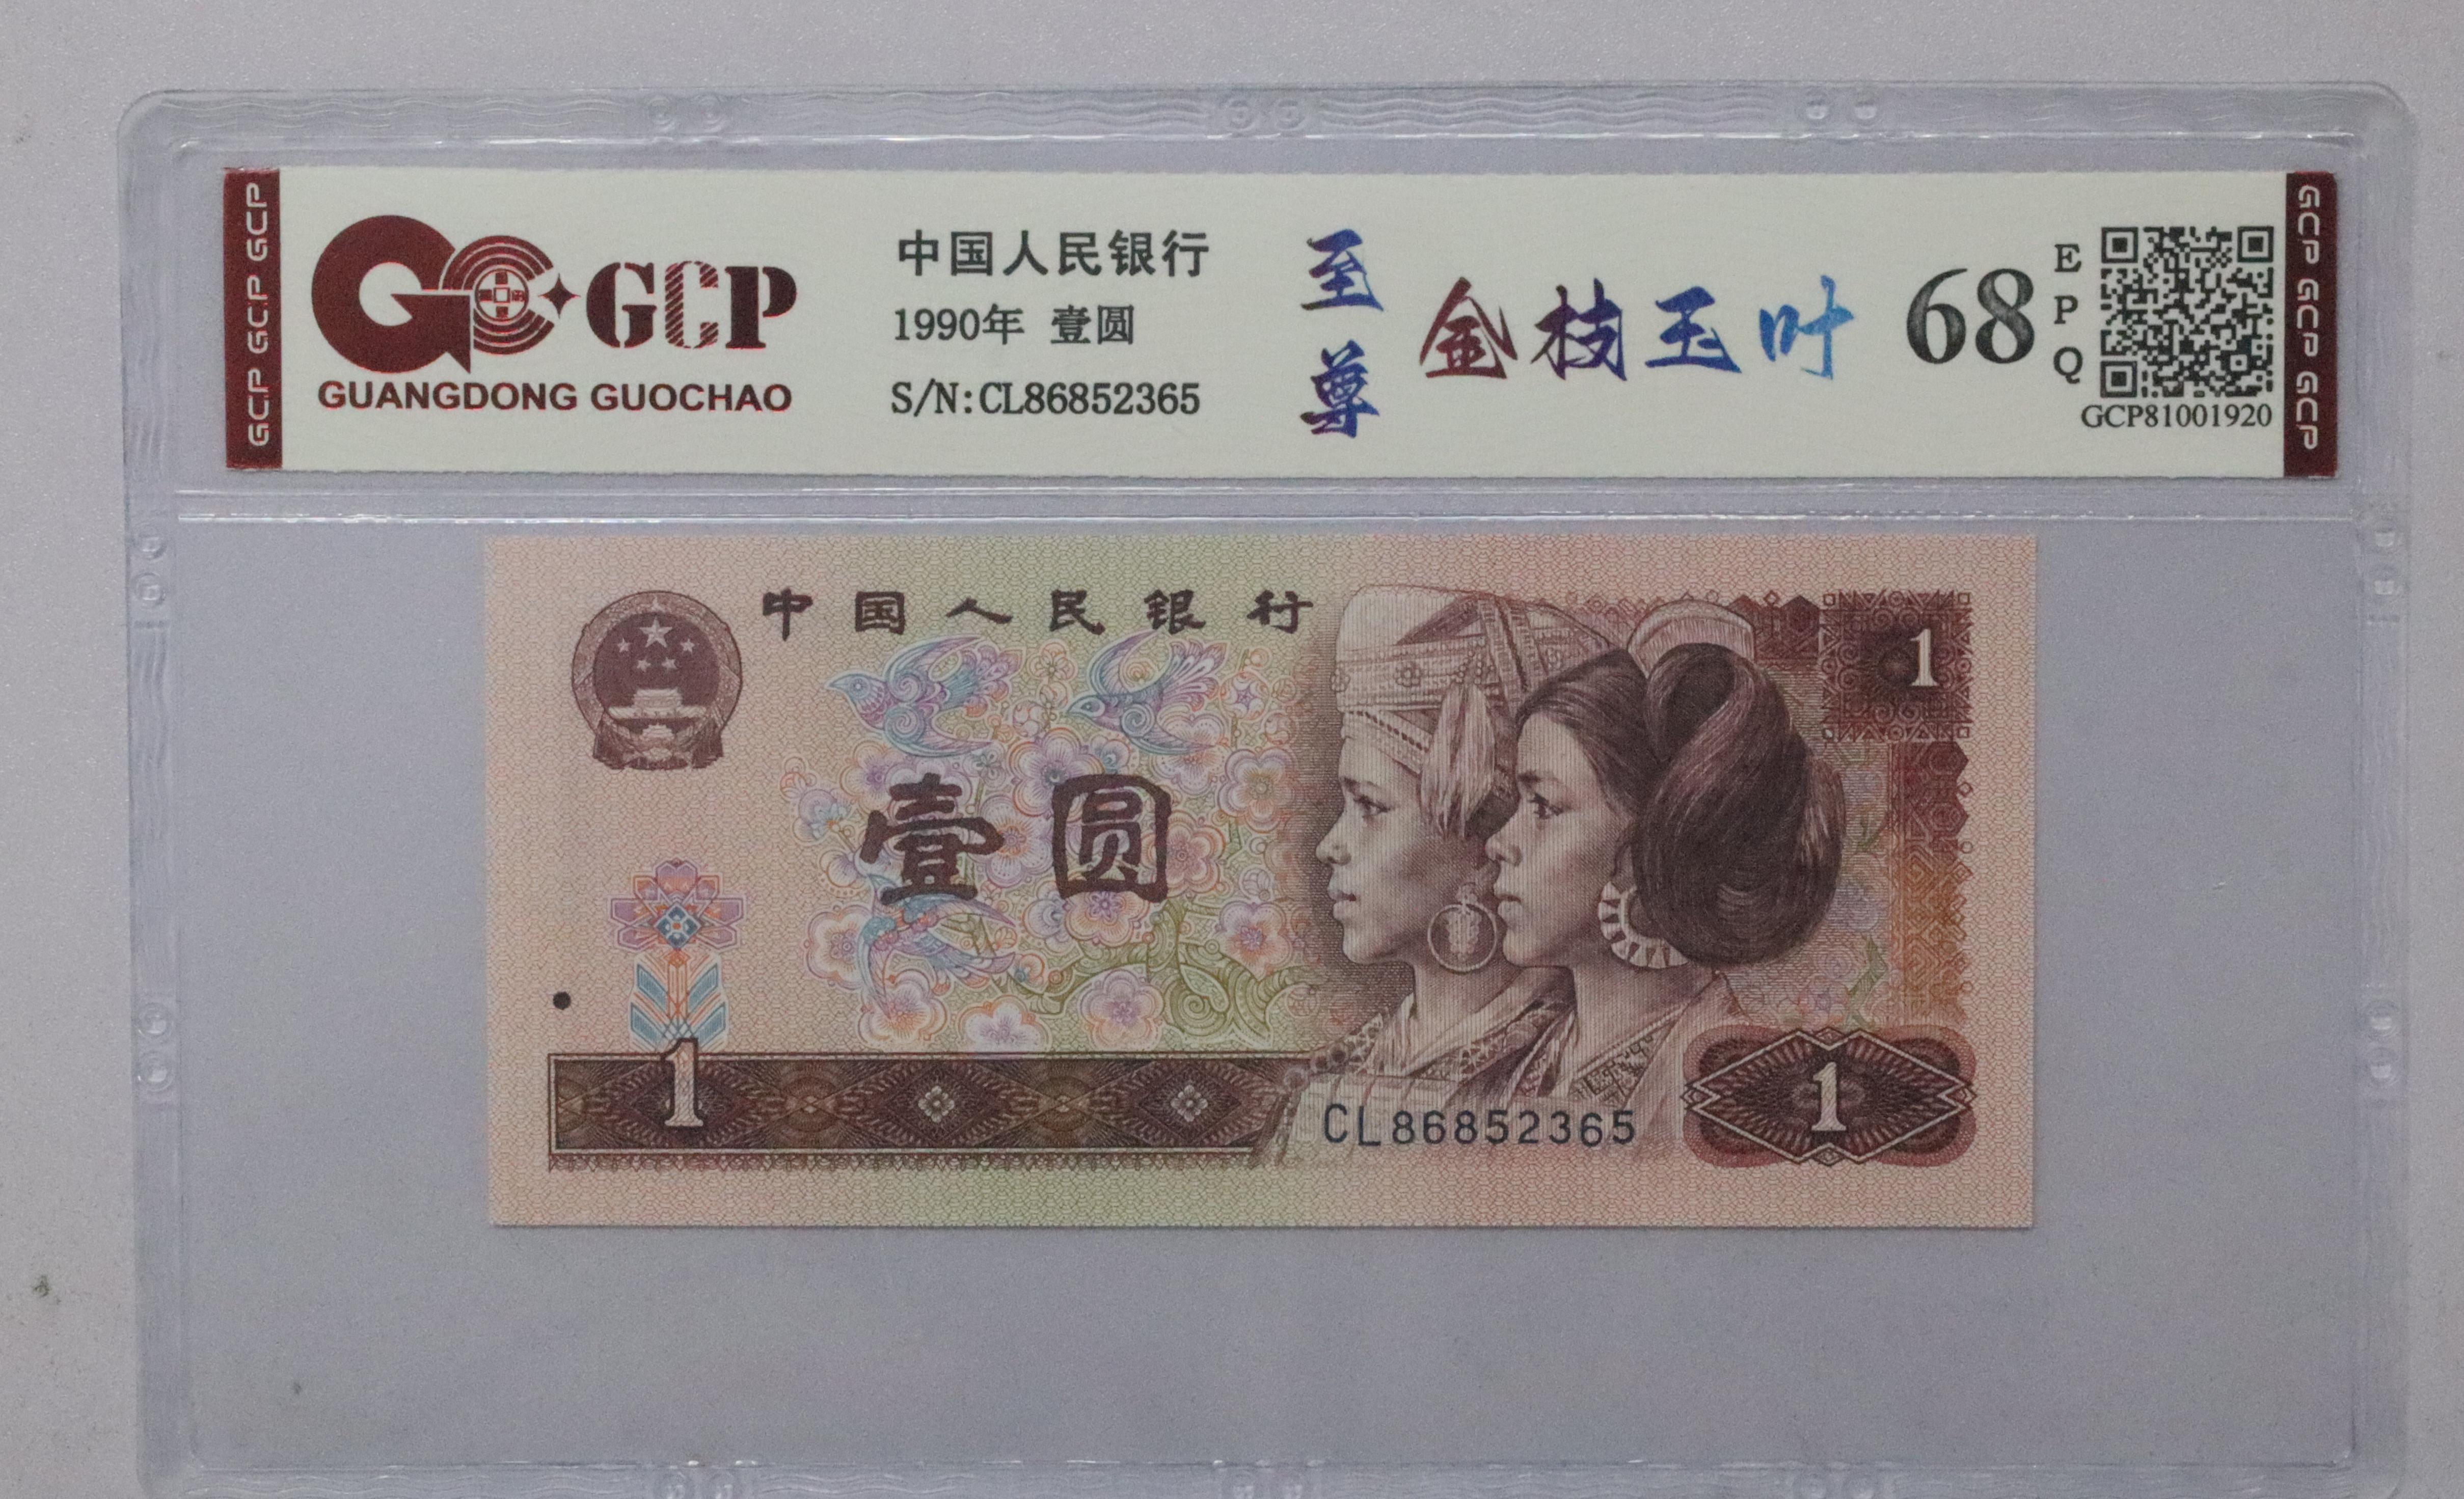 GCP GCP GCP
GCP
GUANGDONG GUOCHAO
中国人民银行
1990年 壹圆
S/N:CL86852365
至尊
金枝玉叶
68
EPQ
GCP81001920
GCP GCP GCP
中国人民银行
1
壹圆
1
CL86852365
1